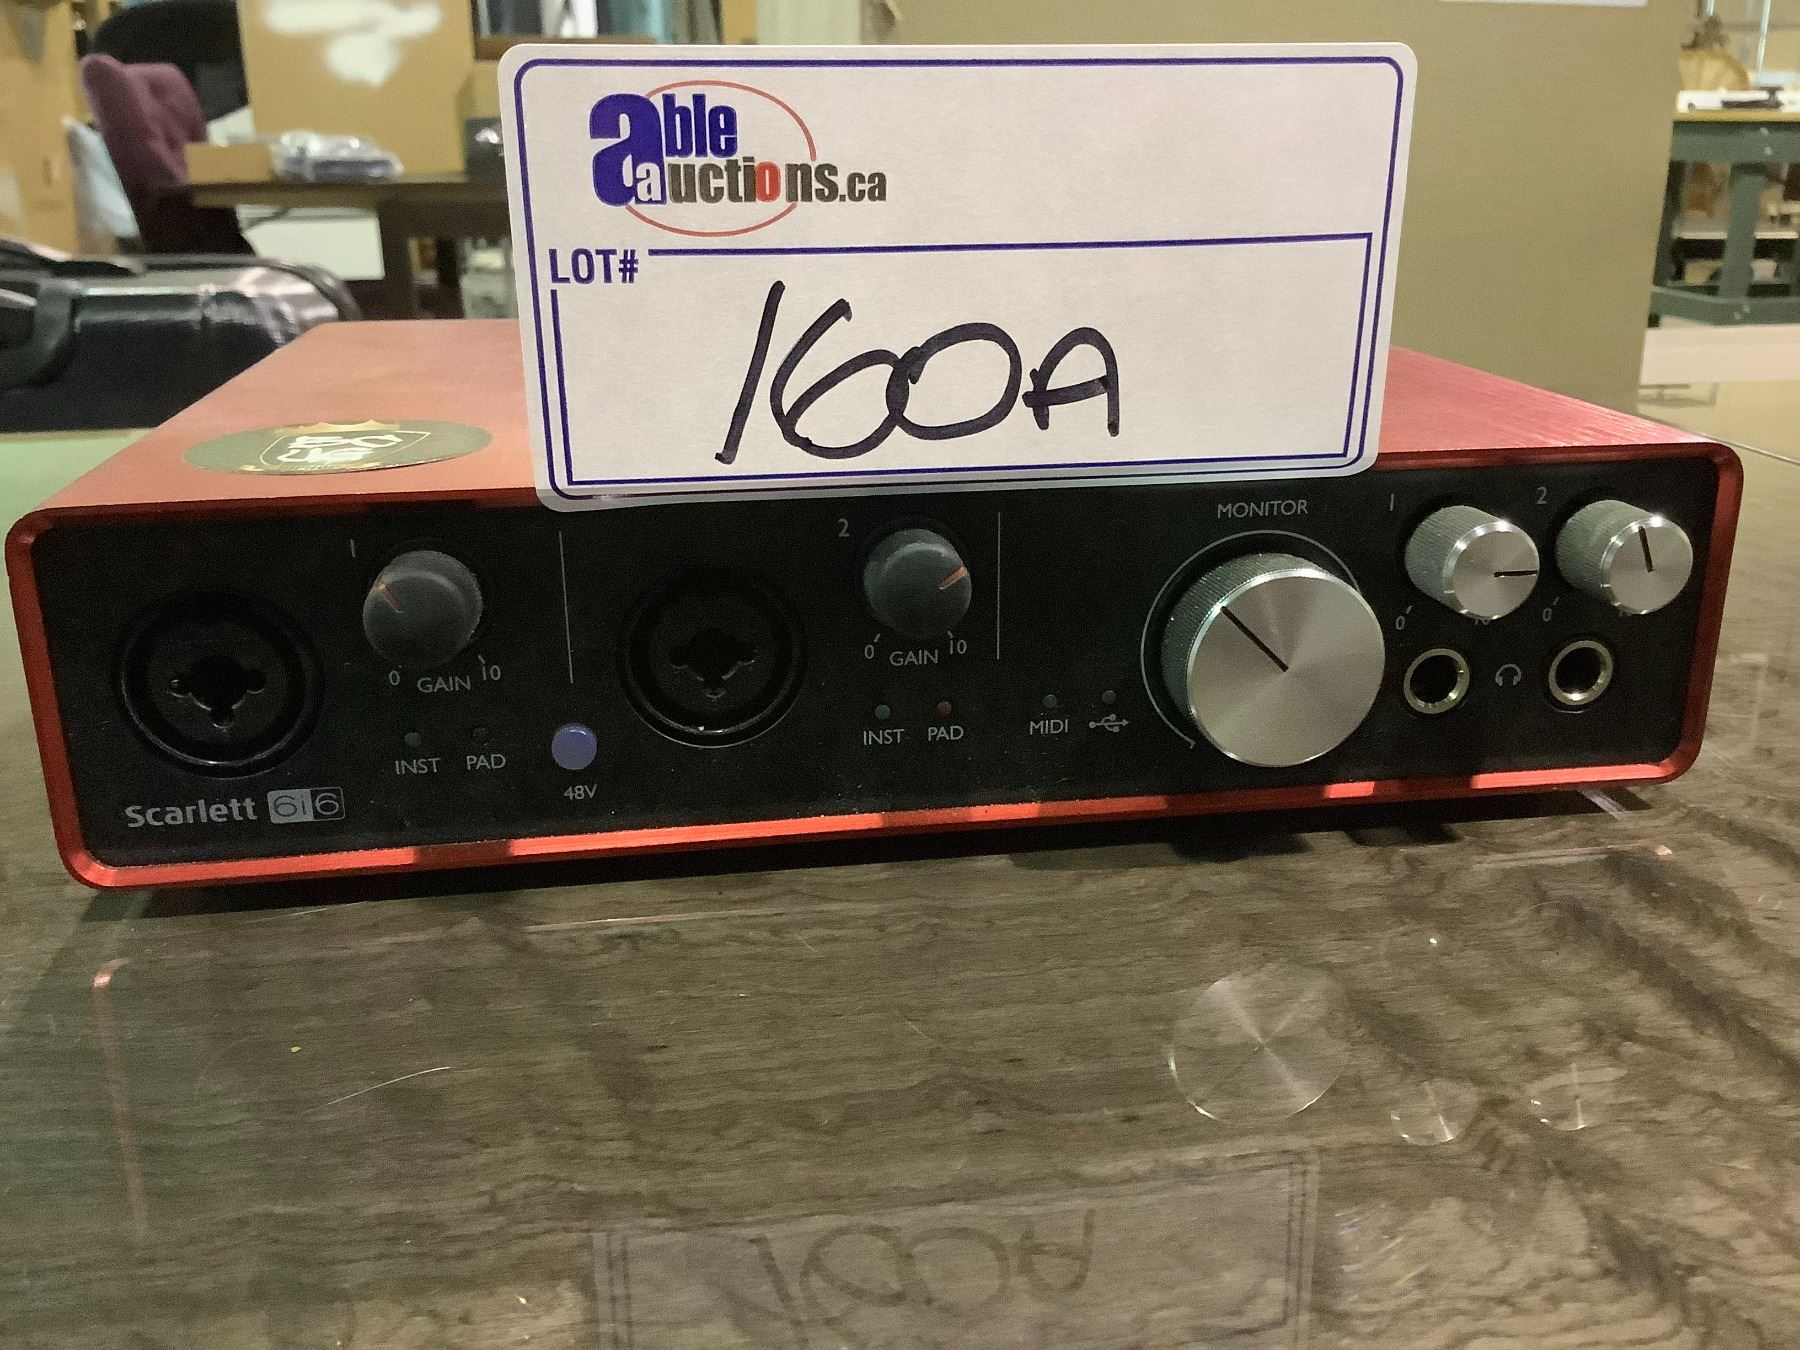 able
auctions.ca
LOT#
160A
MONITOR
1 2
1
2
0 10
0
0 GAIN 10
0 GAIN 10
INST PAD
MIDI
INST PAD
48V
Scarlett 6i6